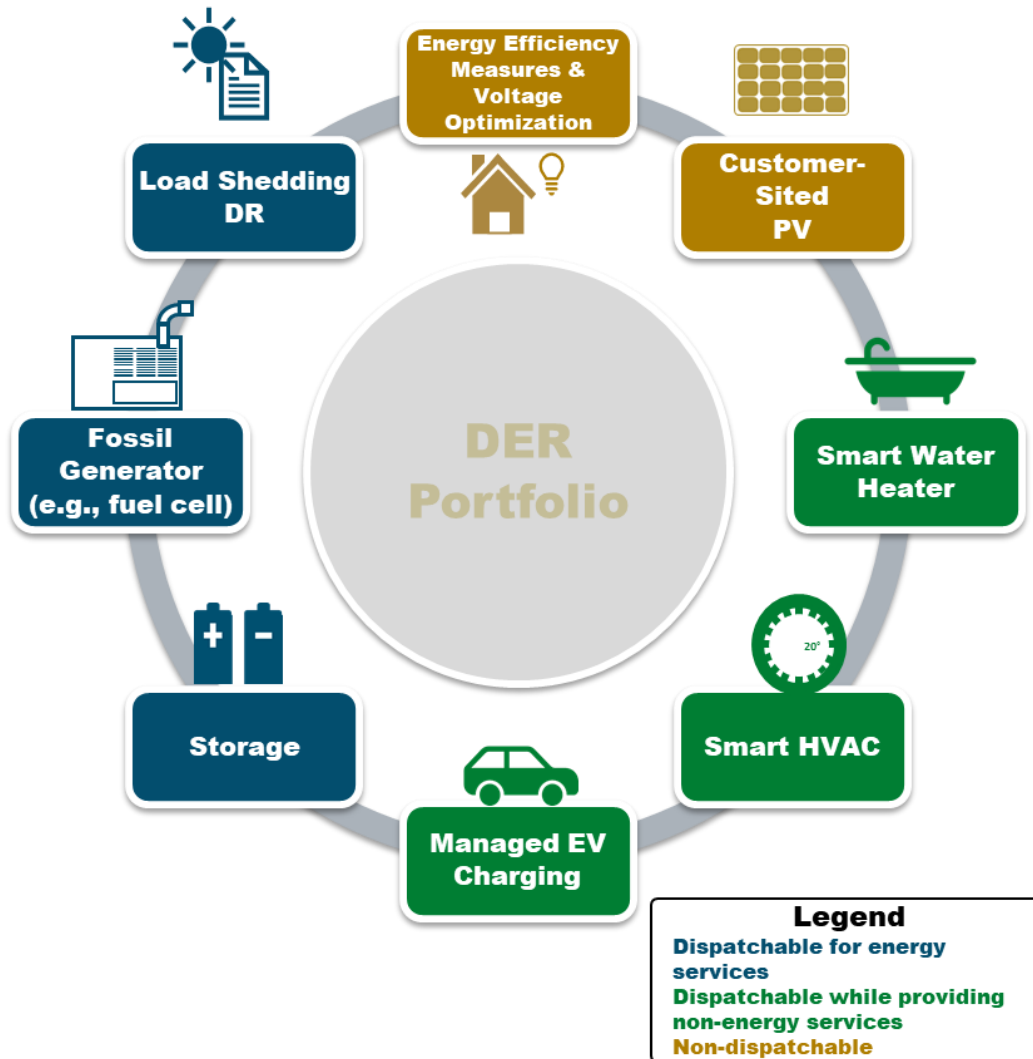 Energy Efficiency
Measures &
Voltage
Optimization
Customer-
Sited
PV
Load Shedding
DR
Fossil
Generator
(e.g., fuel cell)
DER
Portfolio
Smart Water
Heater
+ -
20°
Storage
Smart HVAC
Managed EV
Charging
Legend
Dispatchable for energy
services
Dispatchable while providing
non-energy services
Non-dispatchable